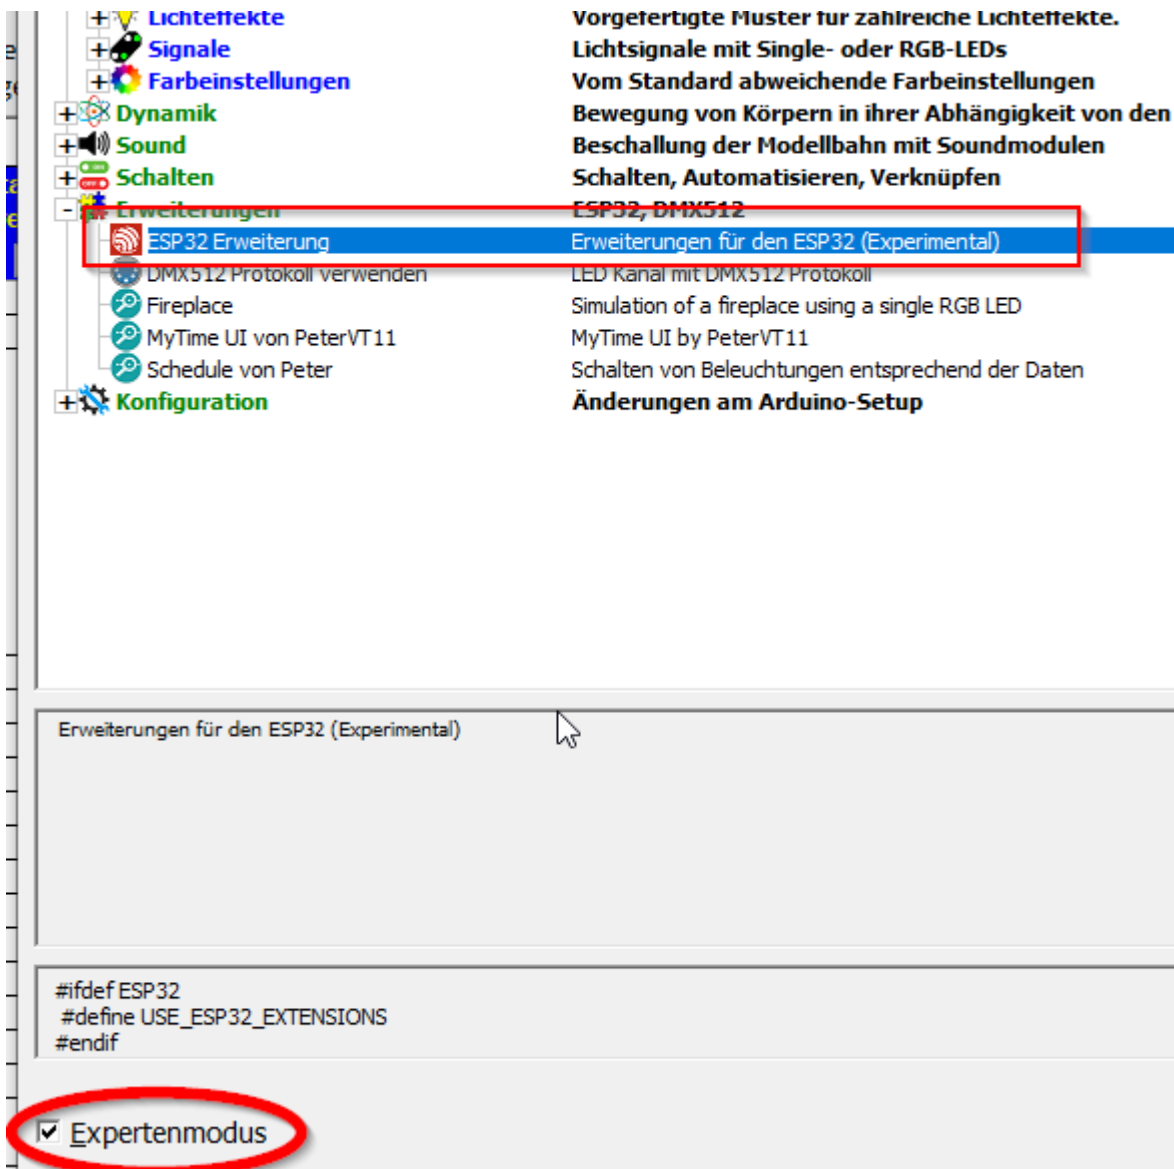 Lichteffekte Vorgefertigte Muster für zahlreiche Lichteffekte.
Signale Lichtsignale mit Single- oder RGB-LEDs
Farbeinstellungen Vom Standard abweichende Farbeinstellungen
Dynamik Bewegung von Körpern in ihrer Abhängigkeit von den
Sound Beschallung der Modellbahn mit Soundmodulen
Schalten Schalten, Automatisieren, Verknüpfen
Erweiterungen ESP32, DMX512
ESP32 Erweiterung Erweiterungen für den ESP32 (Experimental)
DMX512 Protokoll verwenden LED Kanal mit DMX512 Protokoll
Fireplace Simulation of a fireplace using a single RGB LED
MyTime UI von PeterVT11 MyTime UI by PeterVT11
Schedule von Peter Schalten von Beleuchtungen entsprechend der Daten
Konfiguration Änderungen am Arduino-Setup
Erweiterungen für den ESP32 (Experimental)
#ifdef ESP32
#define USE_ESP32_EXTENSIONS
#endif
Expertenmodus